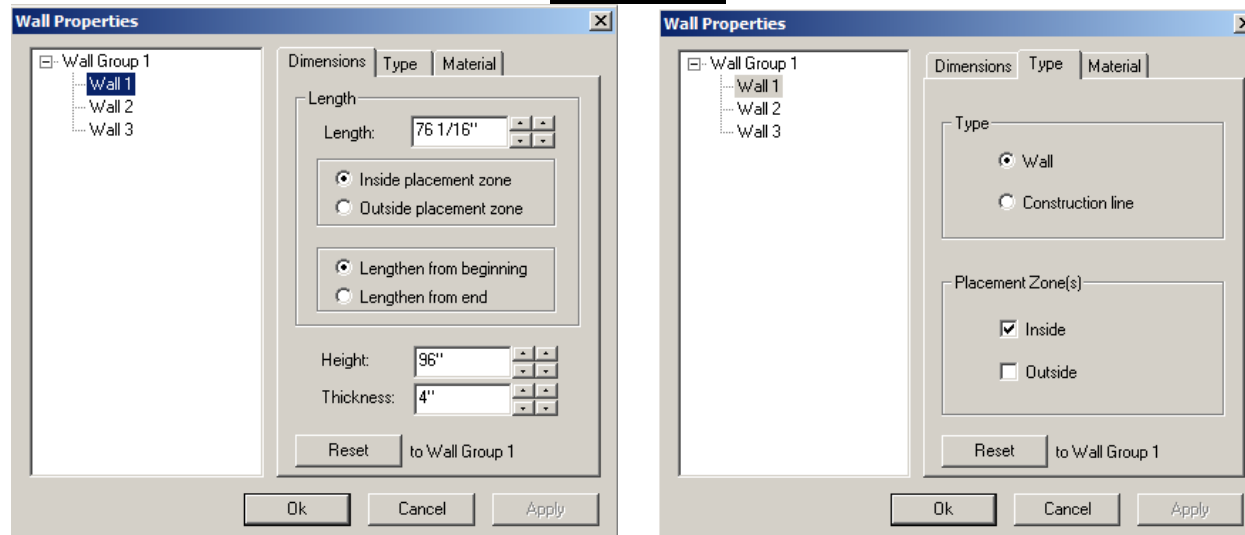 Wall Properties
Wall Group 1
Wall 1
Wall 2
Wall 3
Dimensions Type Material
Length
Length: 76 1/16"
Inside placement zone
Outside placement zone
Lengthen from beginning
Lengthen from end
Height: 96"
Thickness: 4"
Reset to Wall Group 1
Ok Cancel Apply
Wall Properties
Wall Group 1
Wall 1
Wall 2
Wall 3
Dimensions Type Material
Type
Wall
Construction line
Placement Zone(s)
Inside
Outside
Reset to Wall Group 1
Ok Cancel Apply